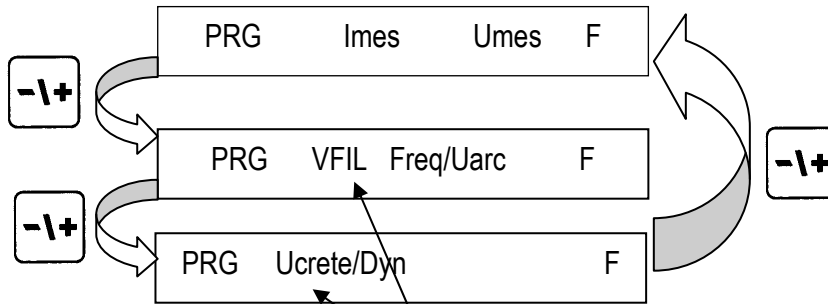 PRG Imes Umes F
-\+
PRG VFIL Freq/Uarc F
-\+
-\+
PRG Ucrete/Dyn F